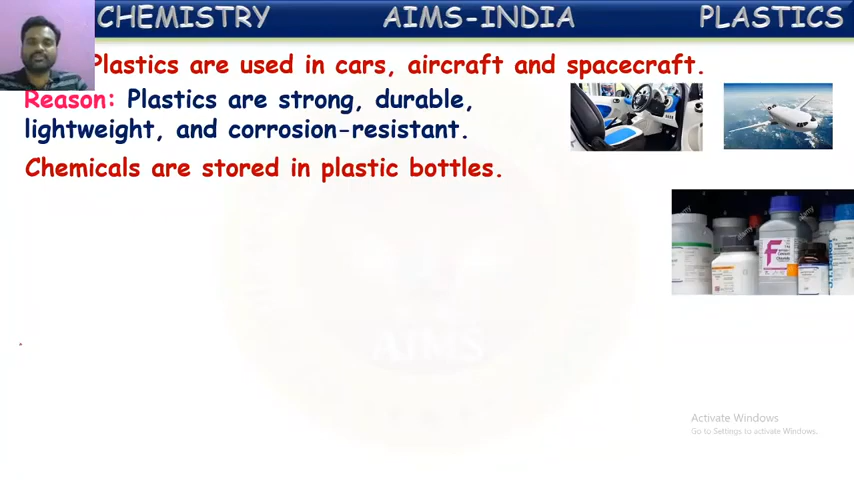 CHEMISTRY AIMS-INDIA PLASTICS
Plastics are used in cars, aircraft and spacecraft.
Reason: Plastics are strong, durable,
lightweight, and corrosion-resistant.
Chemicals are stored in plastic bottles.
F
AIMS
Activate Windows
Go to Settings to activate Windows.